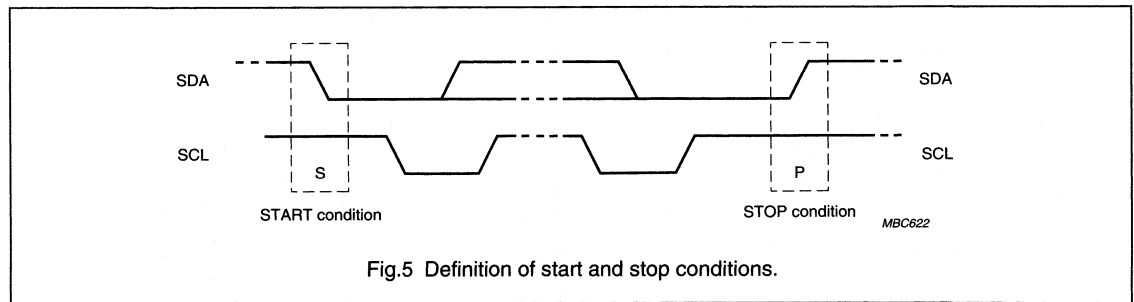 SDA
SDA
SCL
SCL
S
P
START condition
STOP condition
MBC622
Fig.5 Definition of start and stop conditions.